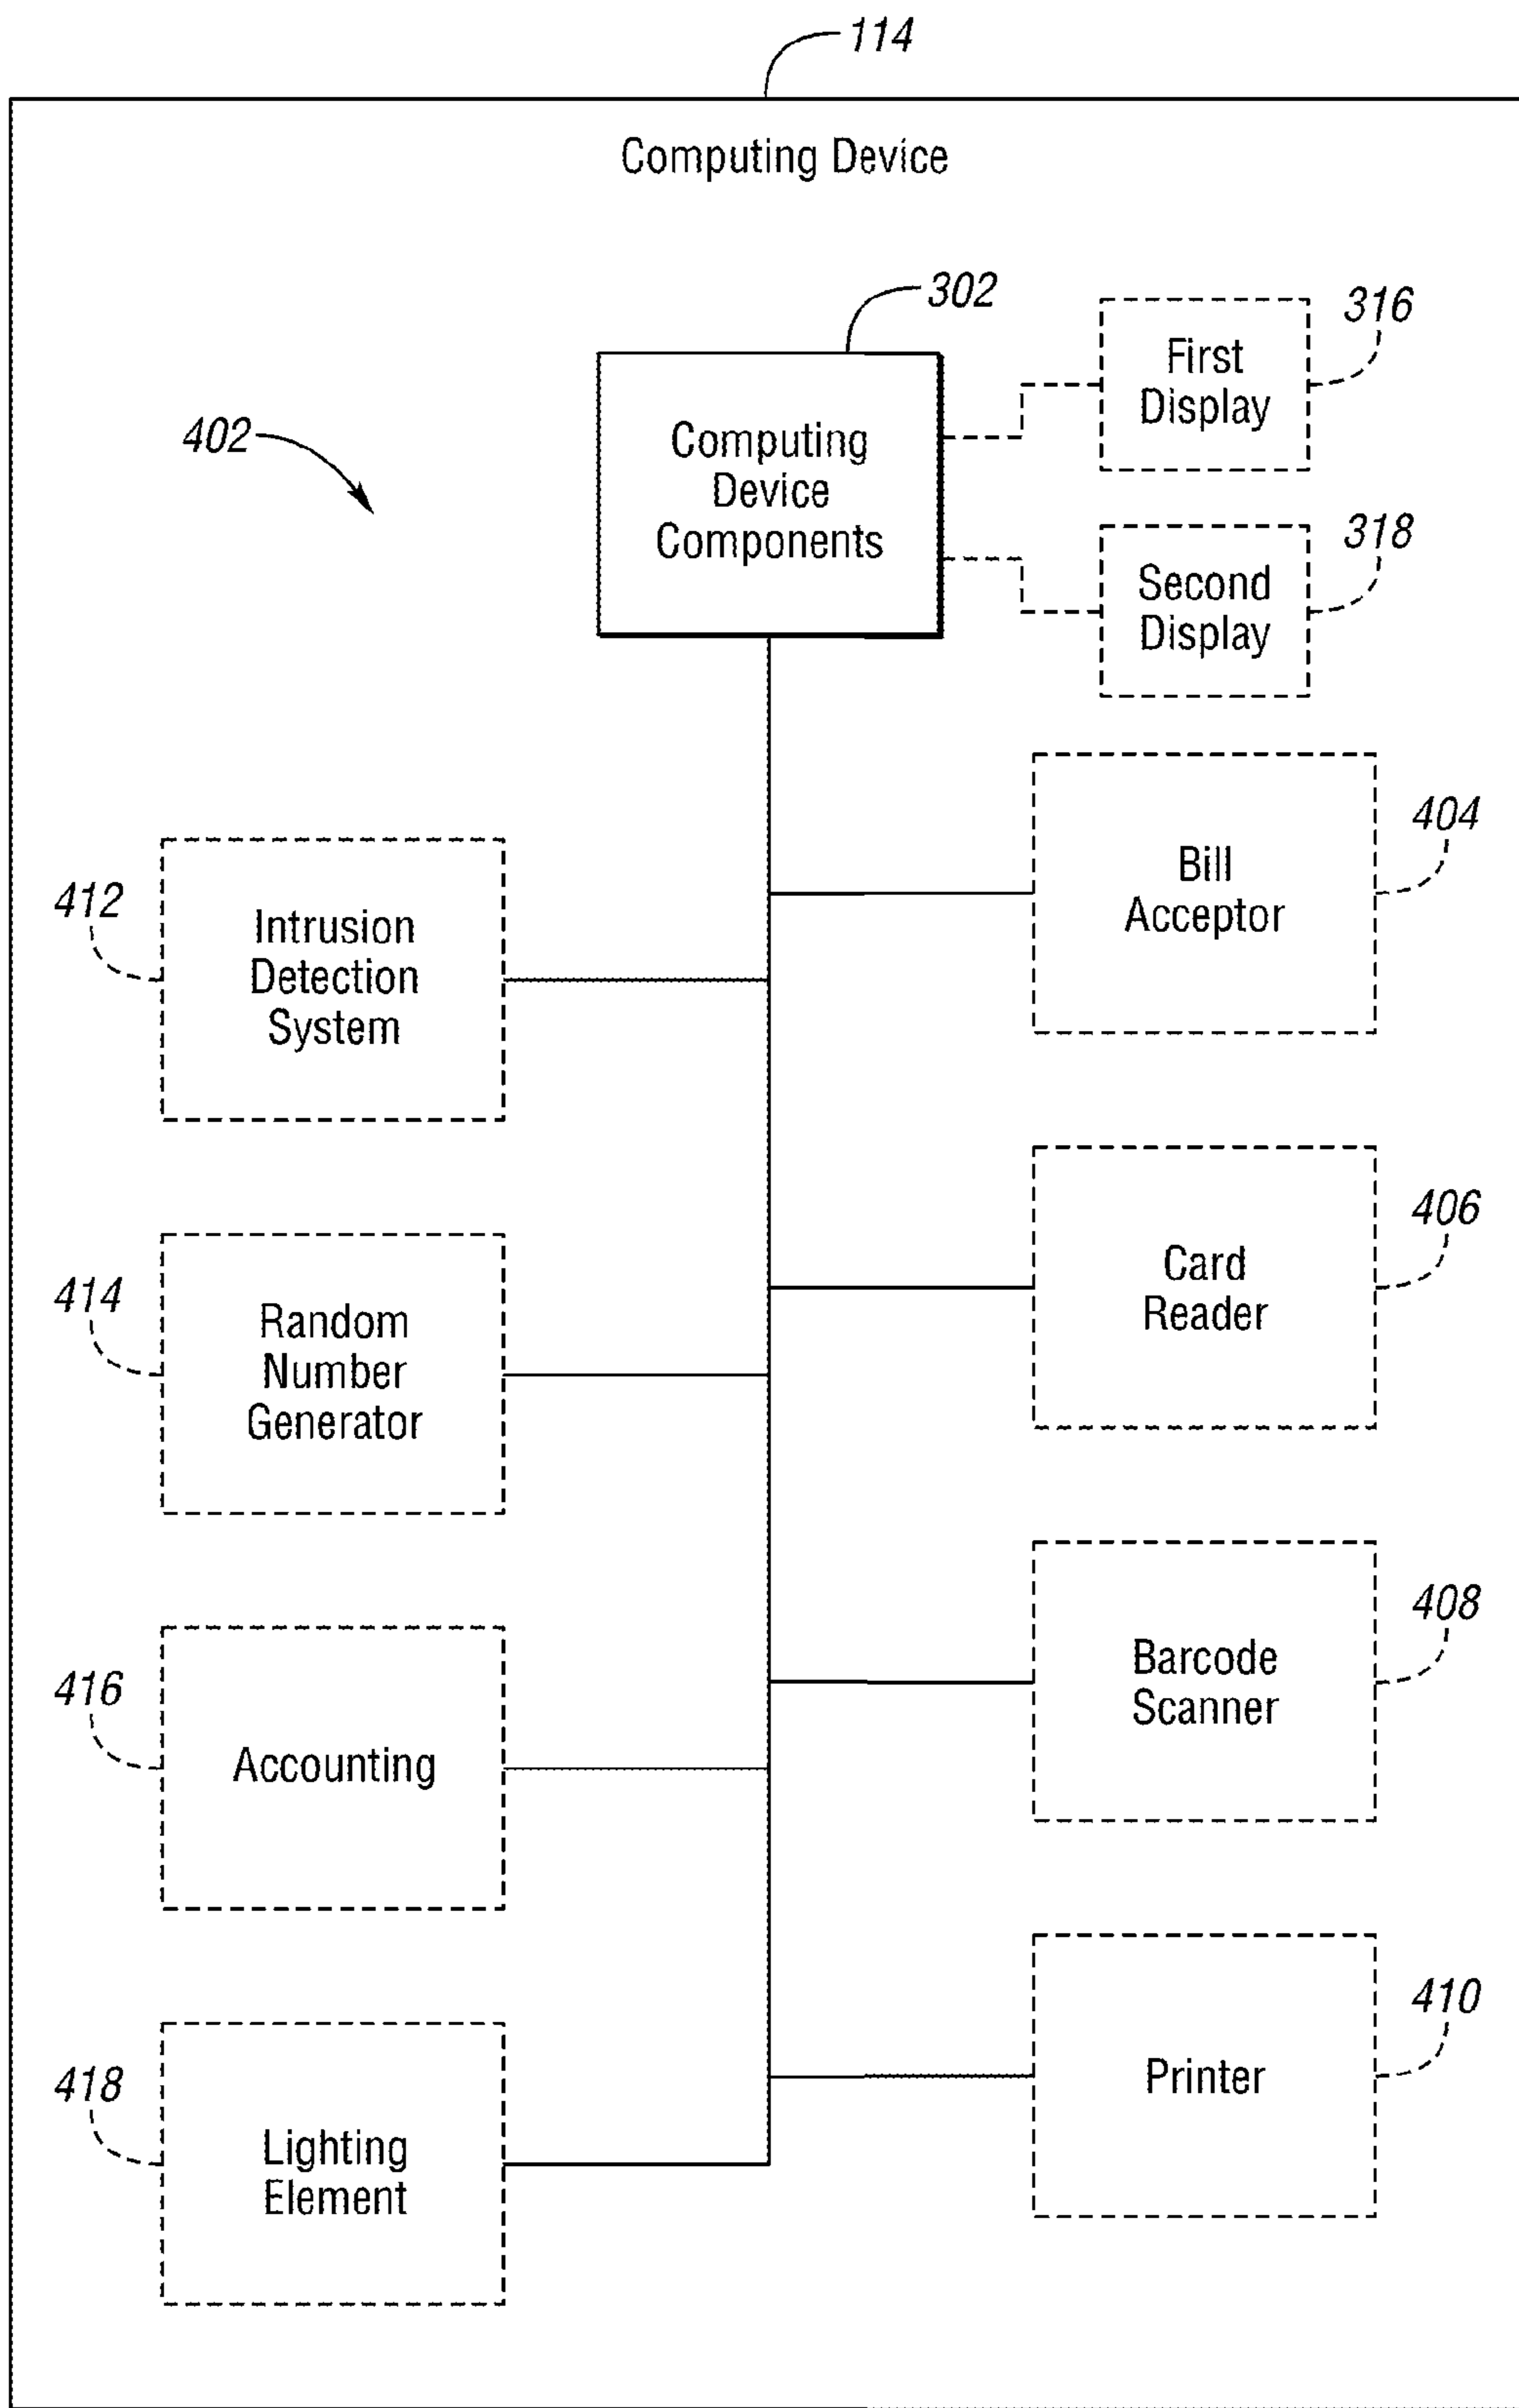 114
Computing Device
302
316
First
Display
402
Computing
Device
Components
318
Second
Display
404
Bill
Acceptor
412
Intrusion
Detection
System
406
Card
Reader
414
Random
Number
Generator
408
Barcode
Scanner
416
Accounting
410
Printer
418
Lighting
Element